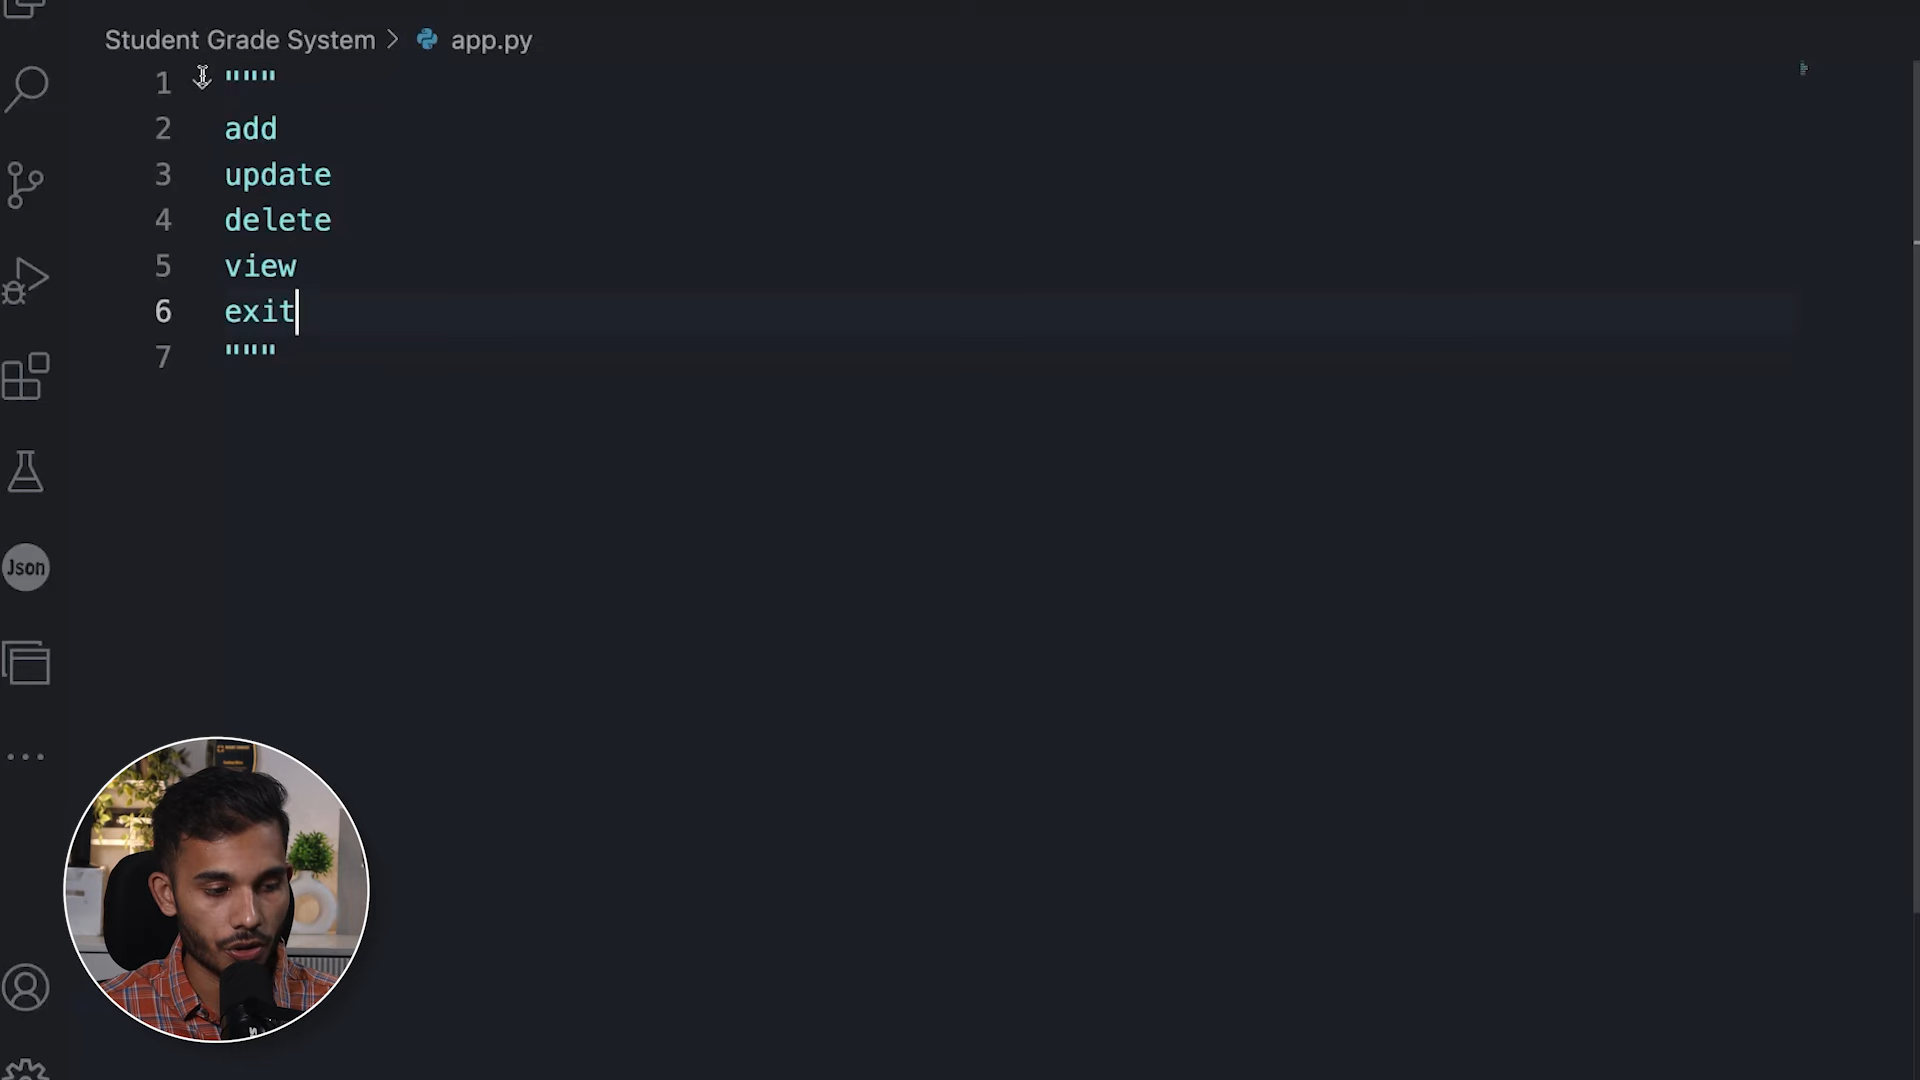 Student Grade System > app.py
1 """
2 add
3 update
4 delete
5 view
6 exit
7 """
Json